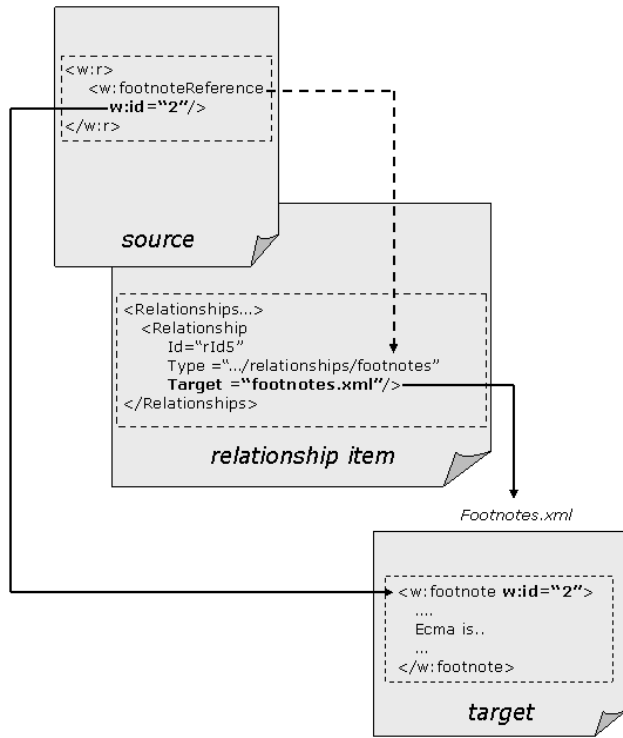 <w:r>
<w:footnoteReference
w:id=“2”/>
</w:r>
source
<Relationships...>
<Relationship
Id=“rId5”
Type =“.../relationships/footnotes”
Target =“footnotes.xml”/>
</Relationships>
relationship item
Footnotes.xml
<w:footnote w:id=“2”>
....
Ecma is..
...
</w:footnote>
target